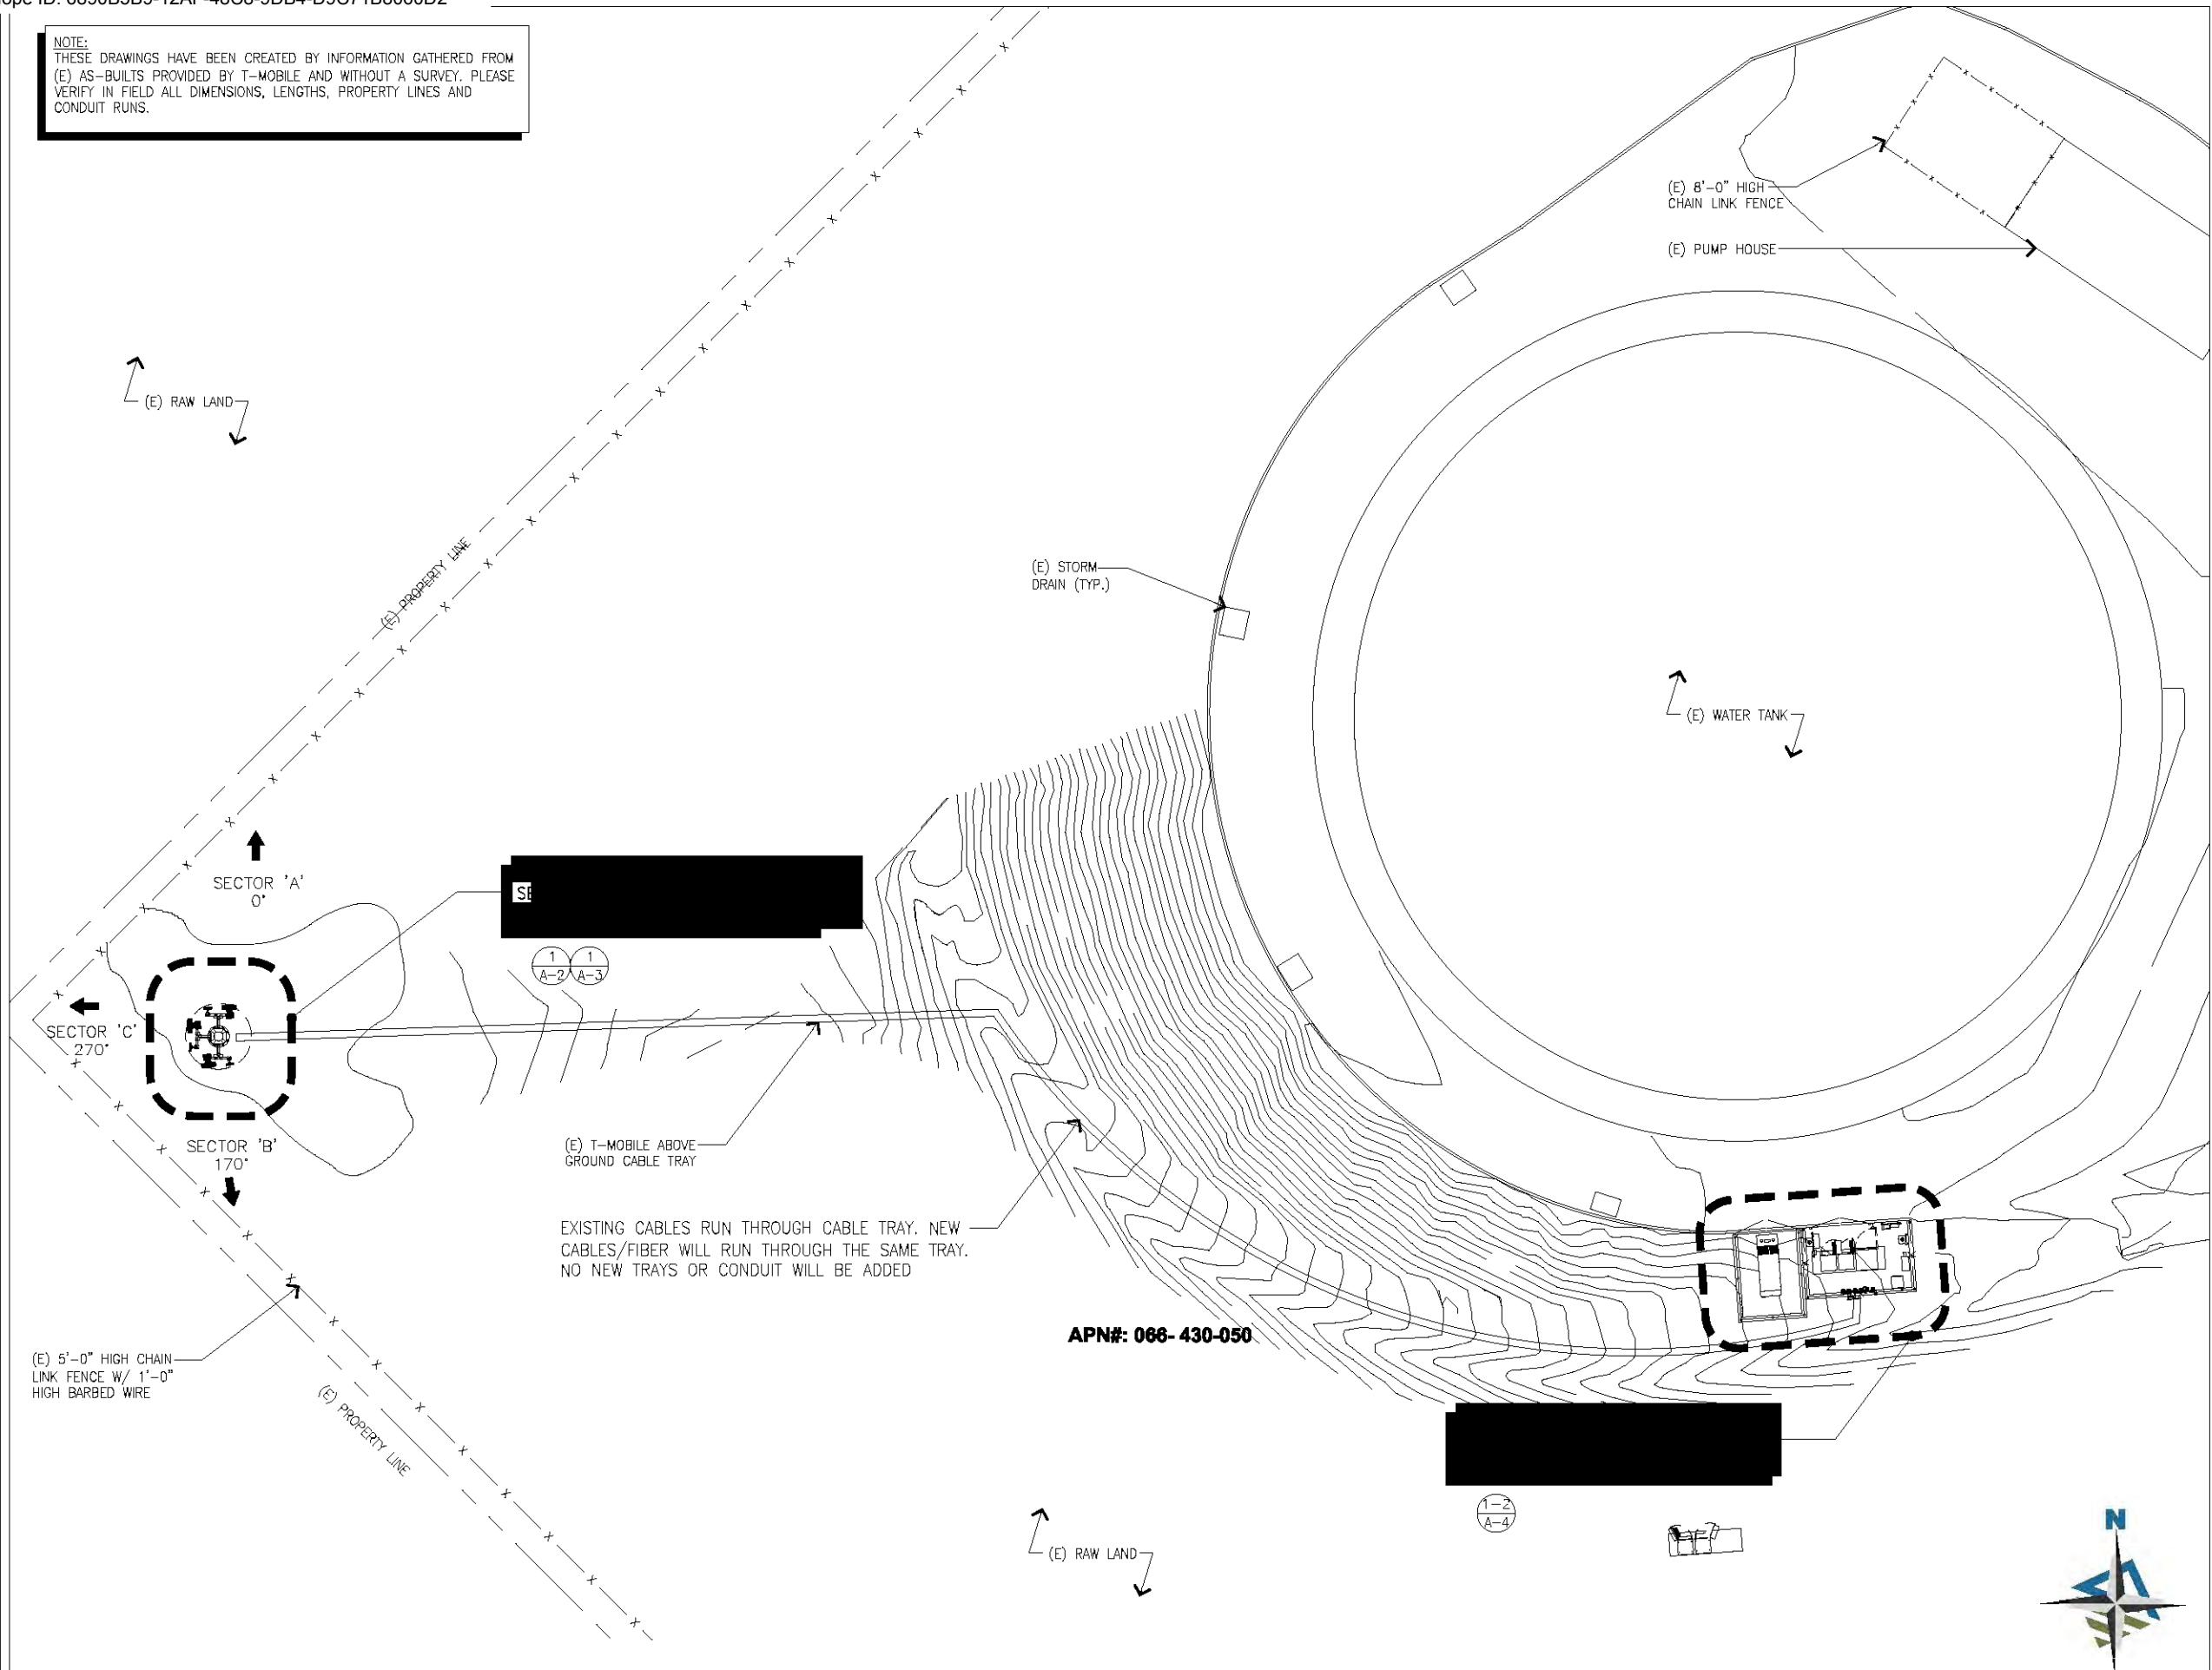 NOTE:
THESE DRAWINGS HAVE BEEN CREATED BY INFORMATION GATHERED FROM
(E) AS-BUILTS PROVIDED BY T-MOBILE AND WITHOUT A SURVEY. PLEASE
VERIFY IN FIELD ALL DIMENSIONS, LENGTHS, PROPERTY LINES AND
CONDUIT RUNS.
(E) 8'-0" HIGH
CHAIN LINK FENCE
(E) PUMP HOUSE
(E) RAW LAND
(E) PROPERTY LINE
(E) STORM
DRAIN (TYP.)
(E) WATER TANK
SECTOR 'A'
0°
SE
1
A-2
1
A-3
SECTOR 'C'
270°
SECTOR 'B'
170°
(E) T-MOBILE ABOVE
GROUND CABLE TRAY
EXISTING CABLES RUN THROUGH CABLE TRAY. NEW
CABLES/FIBER WILL RUN THROUGH THE SAME TRAY.
NO NEW TRAYS OR CONDUIT WILL BE ADDED
APN#: 066- 430-050
(E) 5'-0" HIGH CHAIN
LINK FENCE W/ 1'-0"
HIGH BARBED WIRE
(E) PROPERTY LINE
1-2
A-4
(E) RAW LAND
N